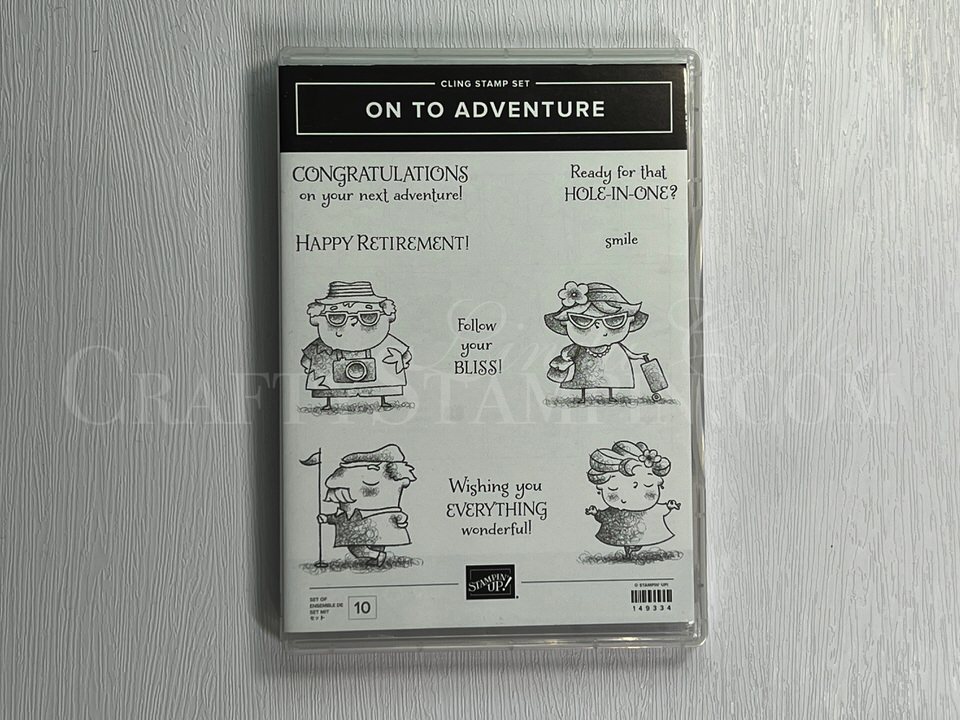 CLING STAMP SET
ON TO ADVENTURE
CONGRATULATIONS
on your next adventure!
Ready for that
HOLE-IN-ONE?
HAPPY RETIREMENT!
smile
Follow
your
BLISS!
Wishing you
EVERYTHING
wonderful!
STAMPIN'
UP!
SET OF
ENSEMBLE DE
SET MIT
セット
10
© STAMPIN' UP!
149334